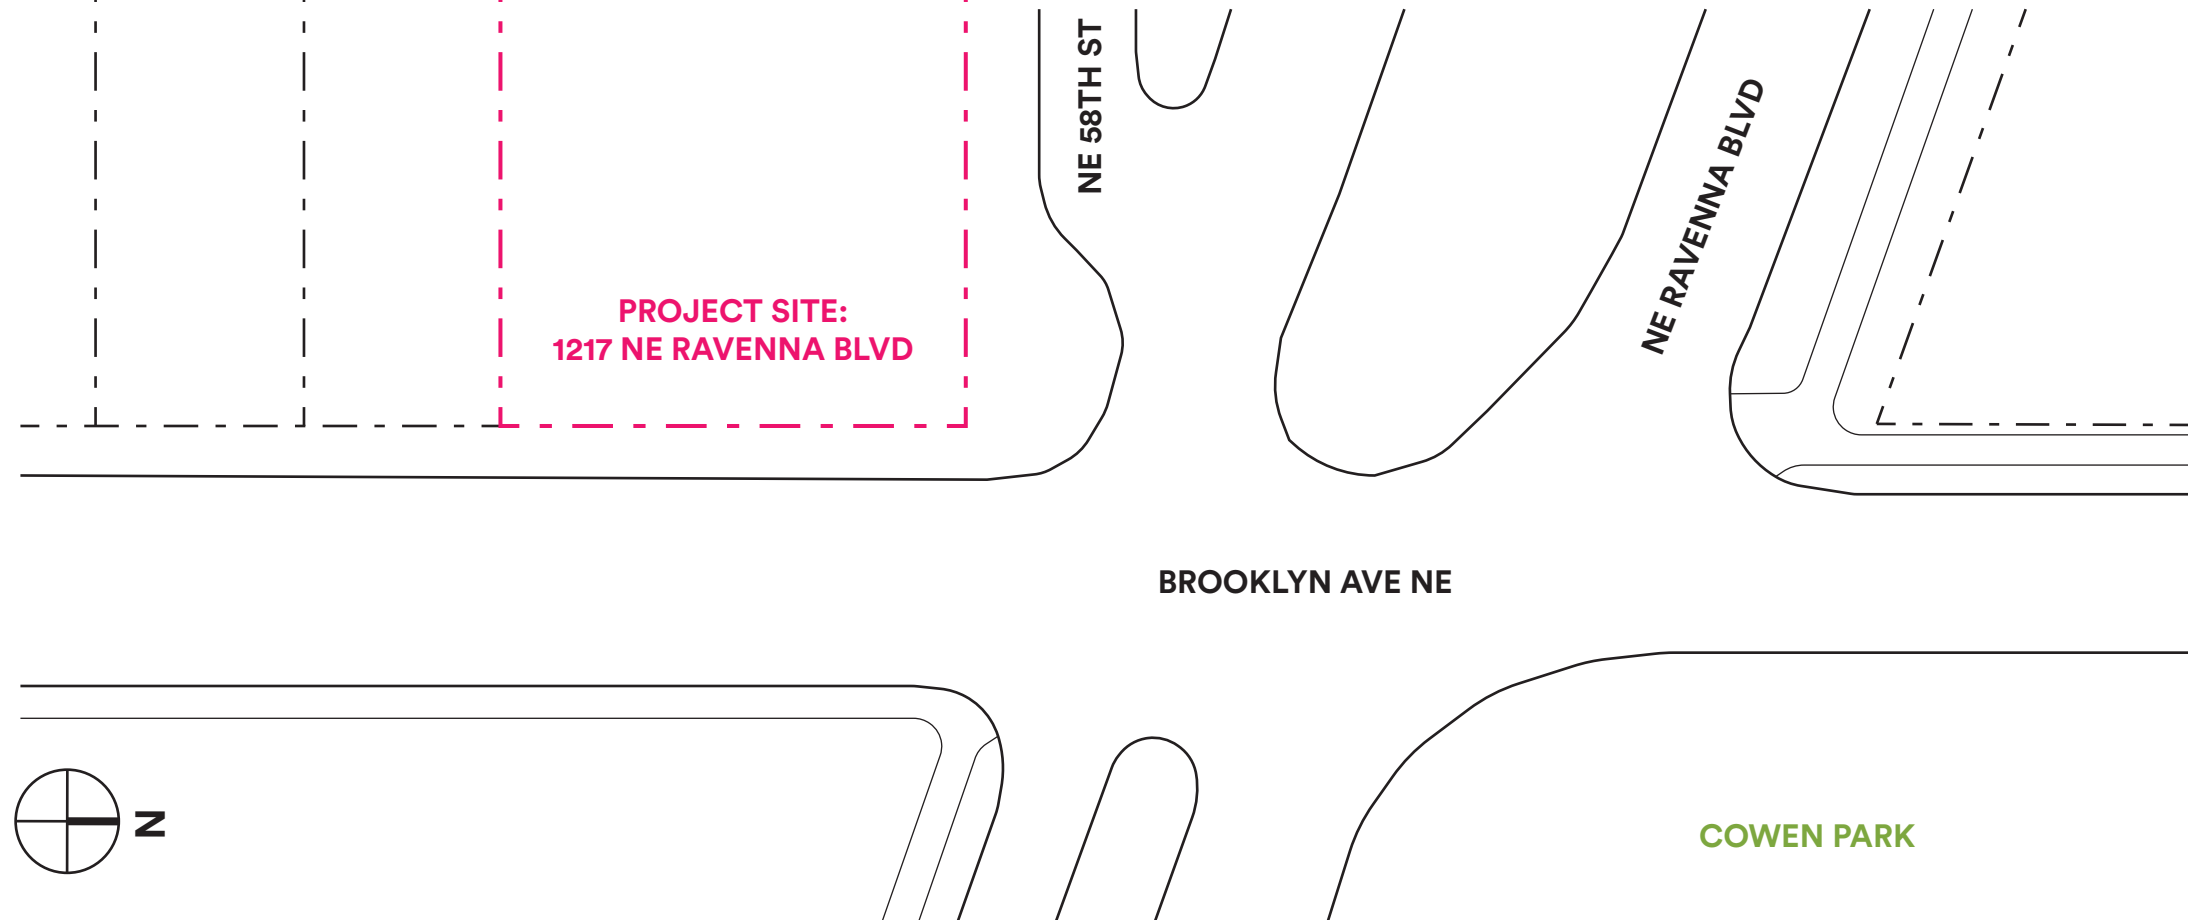 NE 58TH ST
NE RAVENNA BLVD
PROJECT SITE:
1217 NE RAVENNA BLVD
BROOKLYN AVE NE
COWEN PARK
N